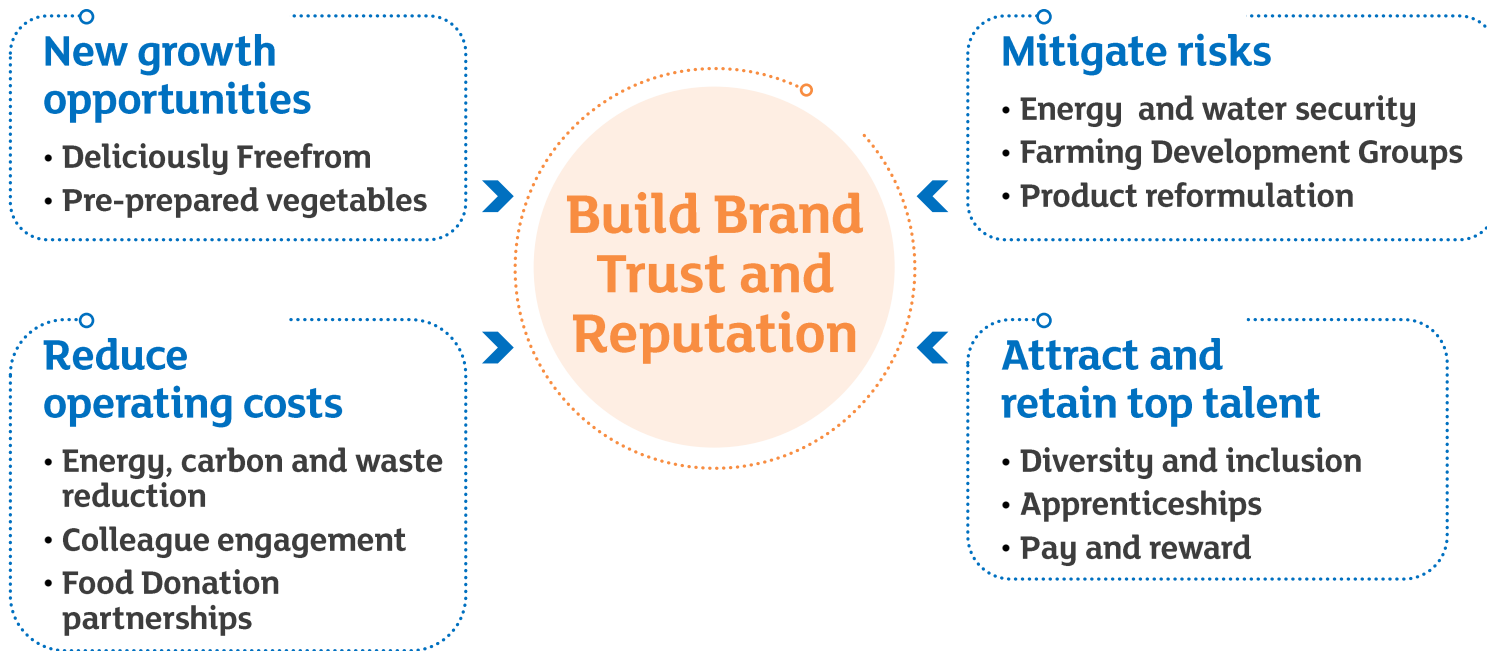 New growth
opportunities
• Deliciously Freefrom
• Pre-prepared vegetables
Reduce
operating costs
• Energy, carbon and waste
reduction
• Colleague engagement
• Food Donation
partnerships
Build Brand
Trust and
Reputation
Mitigate risks
• Energy and water security
• Farming Development Groups
• Product reformulation
Attract and
retain top talent
• Diversity and inclusion
• Apprenticeships
• Pay and reward